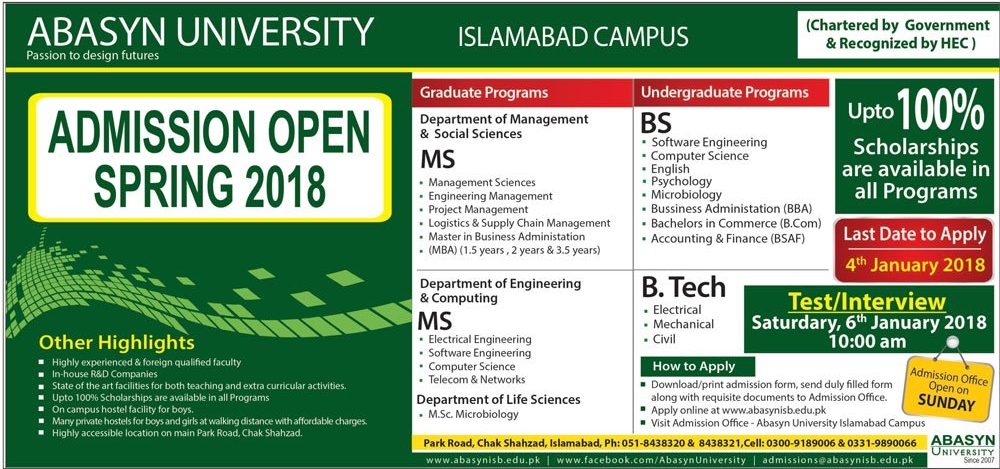 ABASYN UNIVERSITY
Passion to design futures
ISLAMABAD CAMPUS
(Chartered by Government
& Recognized by HEC )
ADMISSION OPEN
SPRING 2018
Other Highlights
Highly experienced & foreign qualified faculty
In-house R&D Companies
State of the art facilities for both teaching and extra curricular activities.
Upto 100% Scholarships are available in all Programs
On campus hostel facility for boys.
Many private hostels for boys and girls at walking distance with affordable charges.
Highly accessible location on main Park Road, Chak Shahzad.
Graduate Programs
Department of Management
& Social Sciences
MS
Management Sciences
Engineering Management
Project Management
Logistics & Supply Chain Management
Master in Business Administation
(MBA) (1.5 years , 2 years & 3.5 years)
Department of Engineering
& Computing
MS
Electrical Engineering
Software Engineering
Computer Science
Telecom & Networks
Department of Life Sciences
M.Sc. Microbiology
Undergraduate Programs
BS
Software Engineering
Computer Science
English
Psychology
Microbiology
Bussiness Administation (BBA)
Bachelors in Commerce (B.Com)
Accounting & Finance (BSAF)
B. Tech
Electrical
Mechanical
Civil
Upto 100%
Scholarships
are available in
all Programs
Last Date to Apply
4th January 2018
Test/Interview
Saturday, 6th January 2018
10:00 am
How to Apply
Download/print admission form, send duly filled form
along with requisite documents to Admission Office.
Apply online at www.abasynisb.edu.pk
Visit Admission Office - Abasyn University Islamabad Campus
Admission Office
Open on
SUNDAY
Park Road, Chak Shahzad, Islamabad, Ph: 051-8438320 & 8438321,Cell: 0300-9189006 & 0331-9890066
www.abasynisb.edu.pk | www.facebook.com/AbasynUniversity | admissions@abasynisb.edu.pk
ABASYN
UNIVERSITY
Since 2007